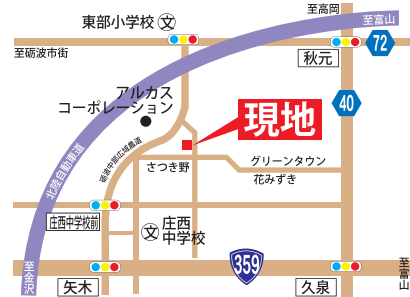 至高岡
東部小学校 文
至富山
至砺波市街
秋元
72
アルカス
コーポレーション
現地
40
砺波中部広域農道
北陸自動車道
さつき野
グリーンタウン
花みずき
庄西中学校前
文 庄西
中学校
359
至金沢
矢木
久泉
至富山